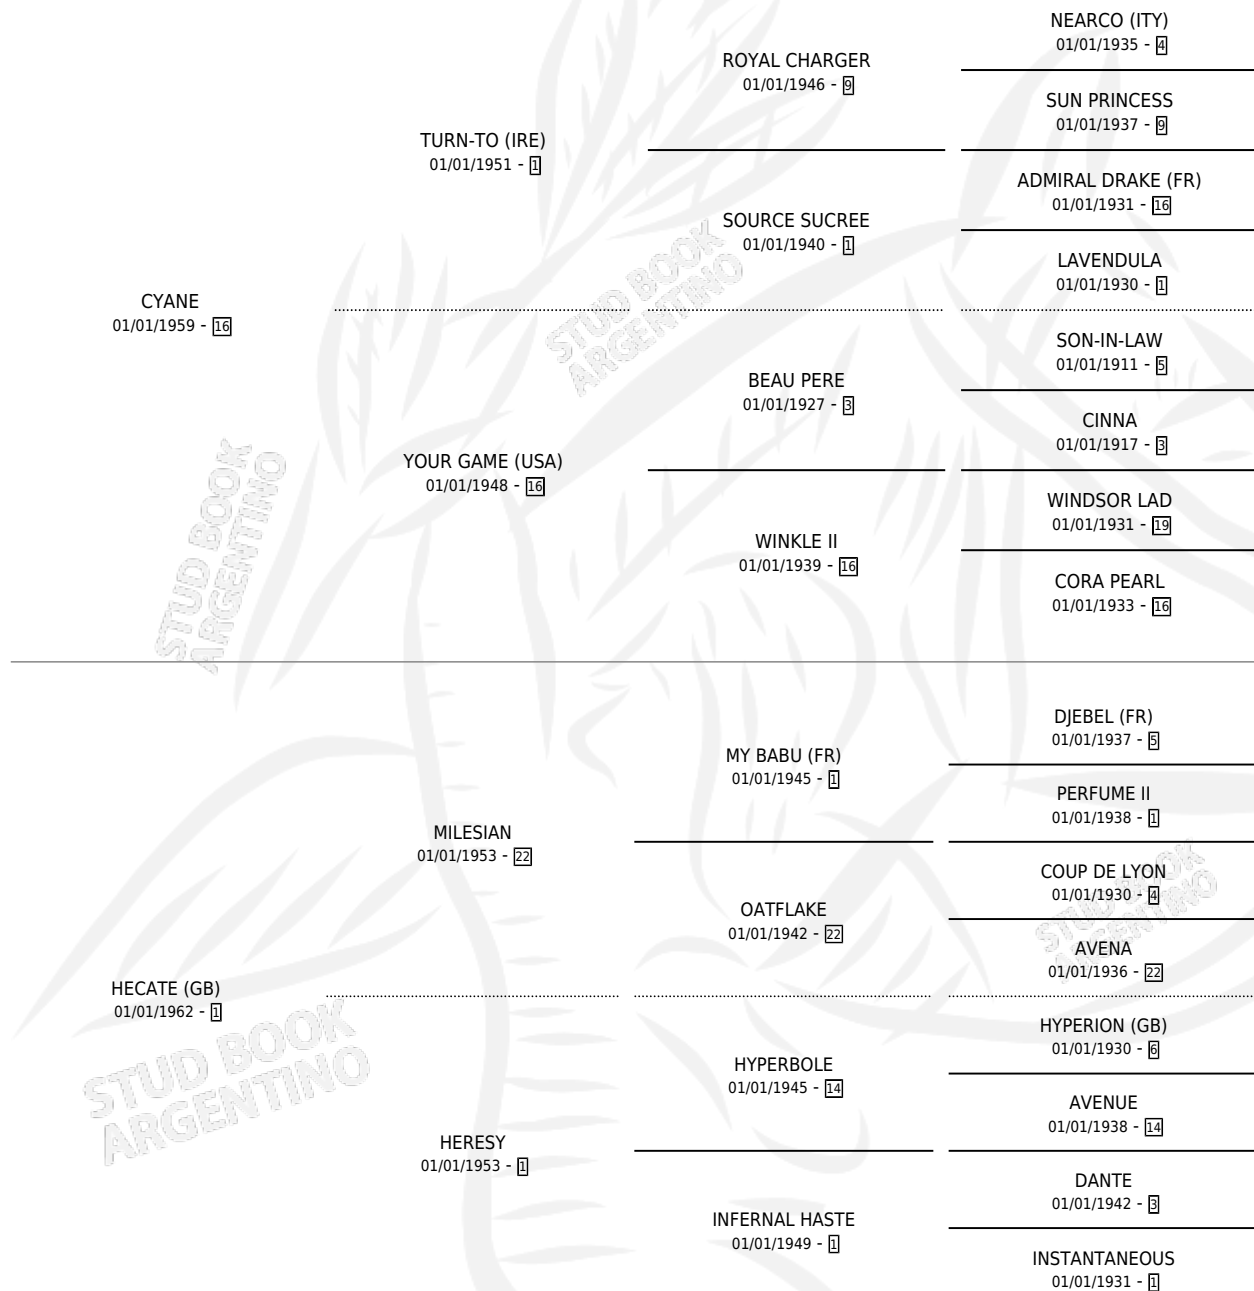 NEARCO (ITY)
01/01/1935 - 4
ROYAL CHARGER
01/01/1946 - 9
SUN PRINCESS
01/01/1937 - 9
TURN-TO (IRE)
01/01/1951 - 1
ADMIRAL DRAKE (FR)
01/01/1931 - 16
SOURCE SUCREE
01/01/1940 - 1
LAVENDULA
01/01/1930 - 1
CYANE
01/01/1959 - 16
STUD BOOK
ARGENTINO
SON-IN-LAW
01/01/1911 - 5
BEAU PERE
01/01/1927 - 3
CINNA
01/01/1917 - 3
YOUR GAME (USA)
01/01/1948 - 16
WINDSOR LAD
01/01/1931 - 19
WINKLE II
01/01/1939 - 16
CORA PEARL
01/01/1933 - 16
STUD BOOK
ARGENTINO
DJEBEL (FR)
01/01/1937 - 5
MY BABU (FR)
01/01/1945 - 1
PERFUME II
01/01/1938 - 1
MILESIAN
01/01/1953 - 22
COUP DE LYON
01/01/1930 - 4
OATFLAKE
01/01/1942 - 22
AVENA
01/01/1936 - 22
STUD BOOK
ARGENTINO
HECATE (GB)
01/01/1962 - 1
HYPERION (GB)
01/01/1930 - 6
HYPERBOLE
01/01/1945 - 14
AVENUE
01/01/1938 - 14
STUD BOOK
ARGENTINO
HERESY
01/01/1953 - 1
DANTE
01/01/1942 - 3
INFERNAL HASTE
01/01/1949 - 1
INSTANTANEOUS
01/01/1931 - 1